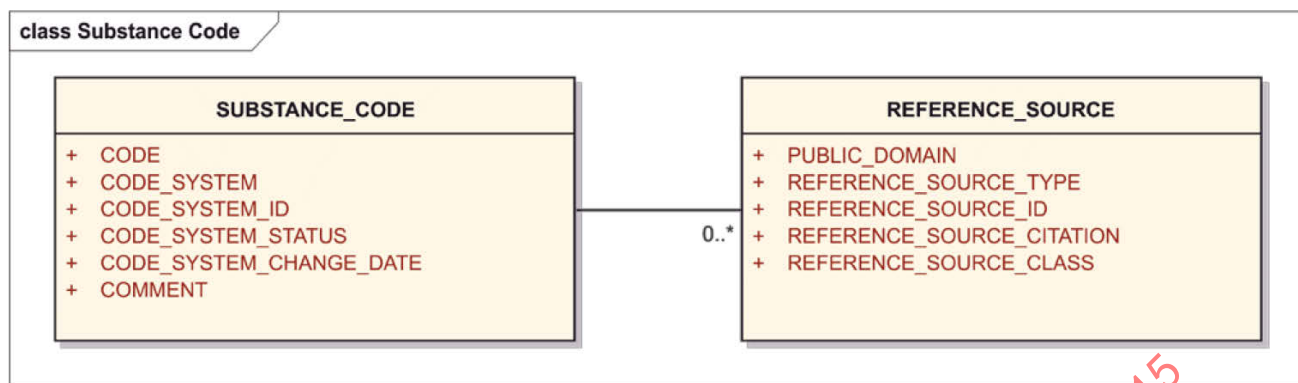 class Substance Code
SUBSTANCE_CODE
+ CODE
+ CODE_SYSTEM
+ CODE_SYSTEM_ID
+ CODE_SYSTEM_STATUS
+ CODE_SYSTEM_CHANGE_DATE
+ COMMENT
0..*
REFERENCE_SOURCE
+ PUBLIC_DOMAIN
+ REFERENCE_SOURCE_TYPE
+ REFERENCE_SOURCE_ID
+ REFERENCE_SOURCE_CITATION
+ REFERENCE_SOURCE_CLASS